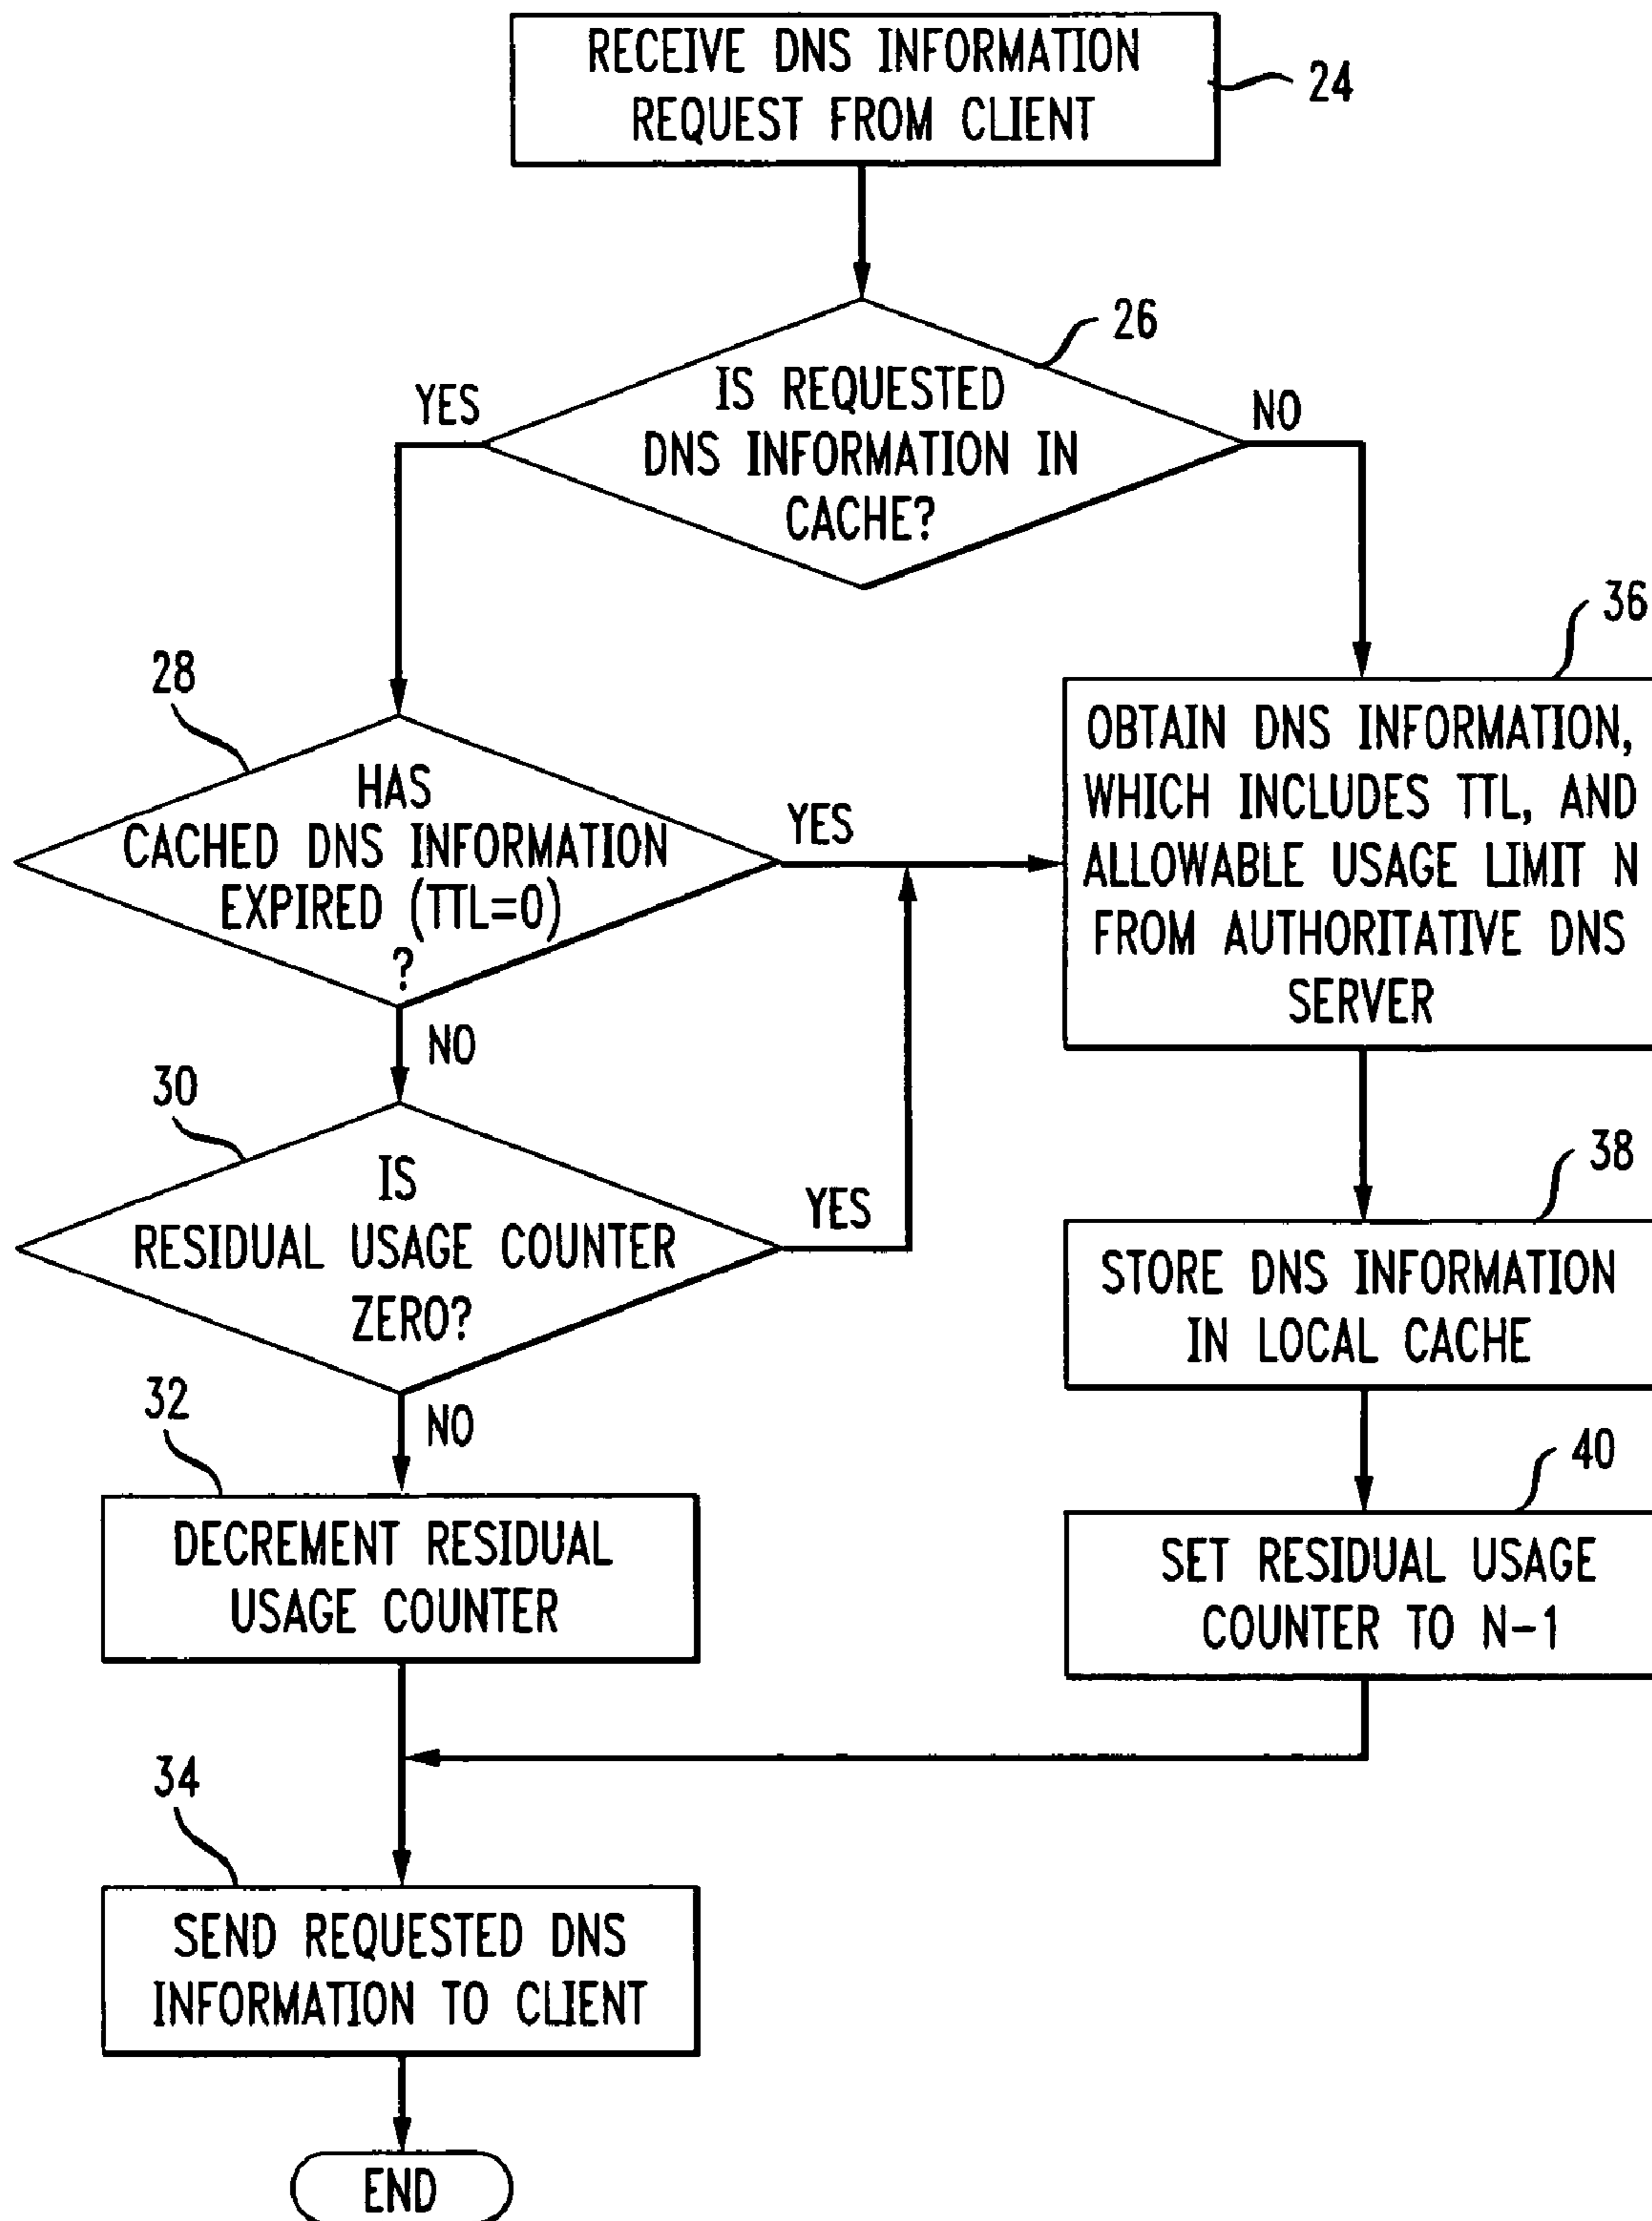 RECEIVE DNS INFORMATION
REQUEST FROM CLIENT
24
26
IS REQUESTED
DNS INFORMATION IN
CACHE?
YES
NO
28
HAS
CACHED DNS INFORMATION
EXPIRED (TTL=0)
?
YES
NO
36
OBTAIN DNS INFORMATION,
WHICH INCLUDES TTL, AND
ALLOWABLE USAGE LIMIT N
FROM AUTHORITATIVE DNS
SERVER
30
IS
RESIDUAL USAGE COUNTER
ZERO?
YES
NO
38
STORE DNS INFORMATION
IN LOCAL CACHE
32
DECREMENT RESIDUAL
USAGE COUNTER
40
SET RESIDUAL USAGE
COUNTER TO N-1
34
SEND REQUESTED DNS
INFORMATION TO CLIENT
END